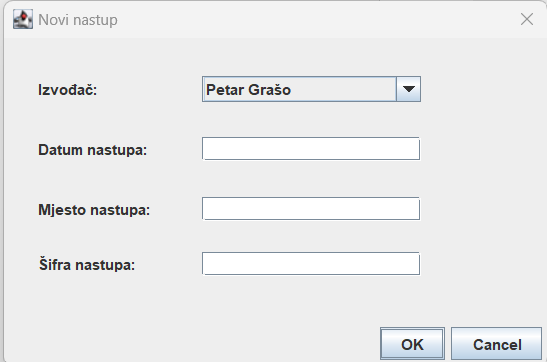 Novi nastup
Izvođač:
Petar Grašo
Datum nastupa:
Mjesto nastupa:
Šifra nastupa:
OK
Cancel